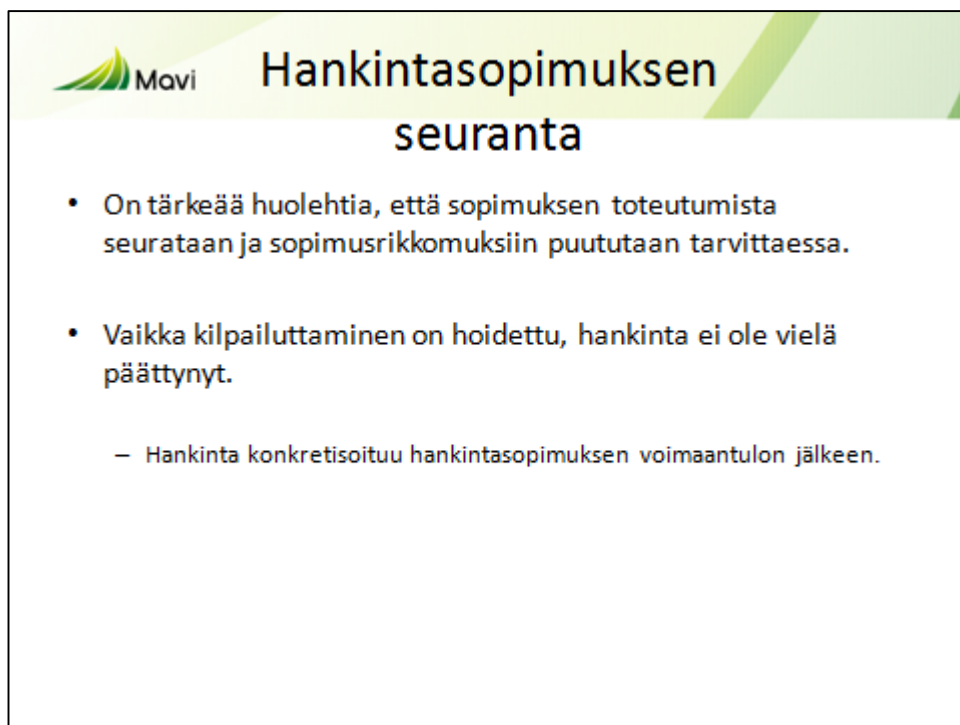 Mavi
Hankintasopimuksen
seuranta
• On tärkeää huolehtia, että sopimuksen toteutumista
seurataan ja sopimusrikkomuksiin puututaan tarvittaessa.
• Vaikka kilpailuttaminen on hoidettu, hankinta ei ole vielä
päättynyt.
– Hankinta konkretisoituu hankintasopimuksen voimaantulon jälkeen.